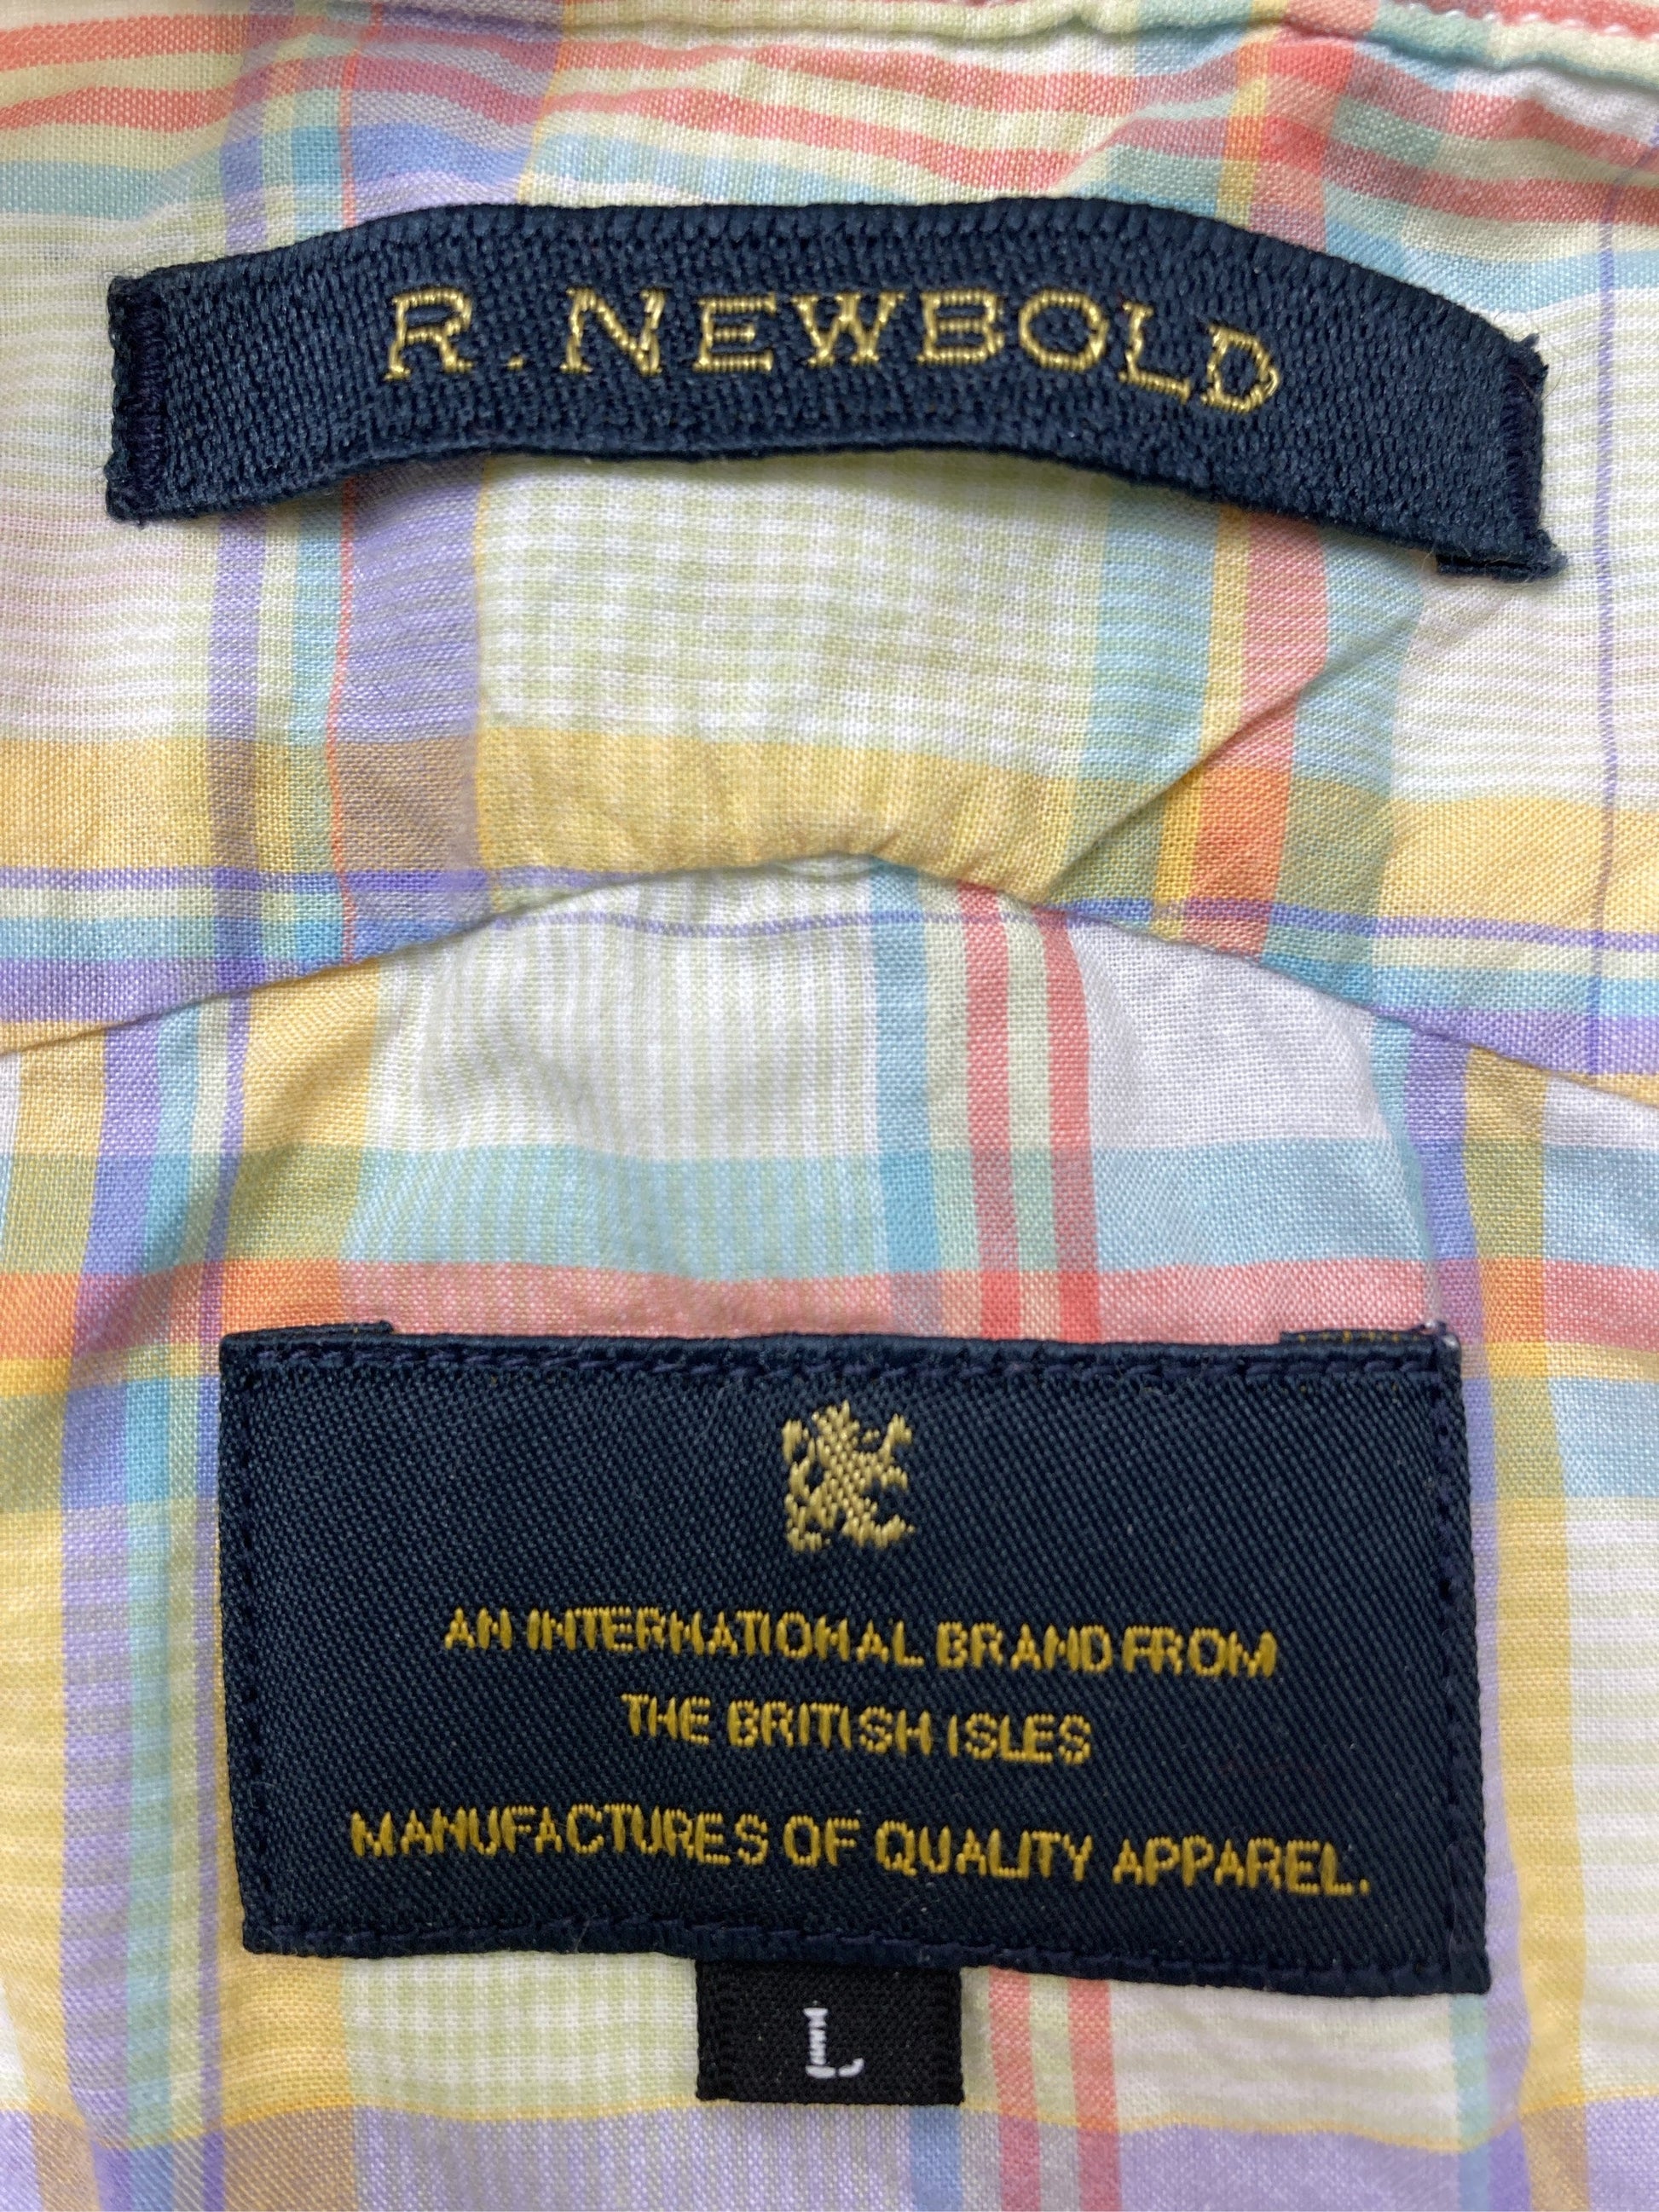 R. NEWBOLD
AN INTERNATIONAL BRAND FROM
THE BRITISH ISLES
MANUFACTURES OF QUALITY APPAREL.
L